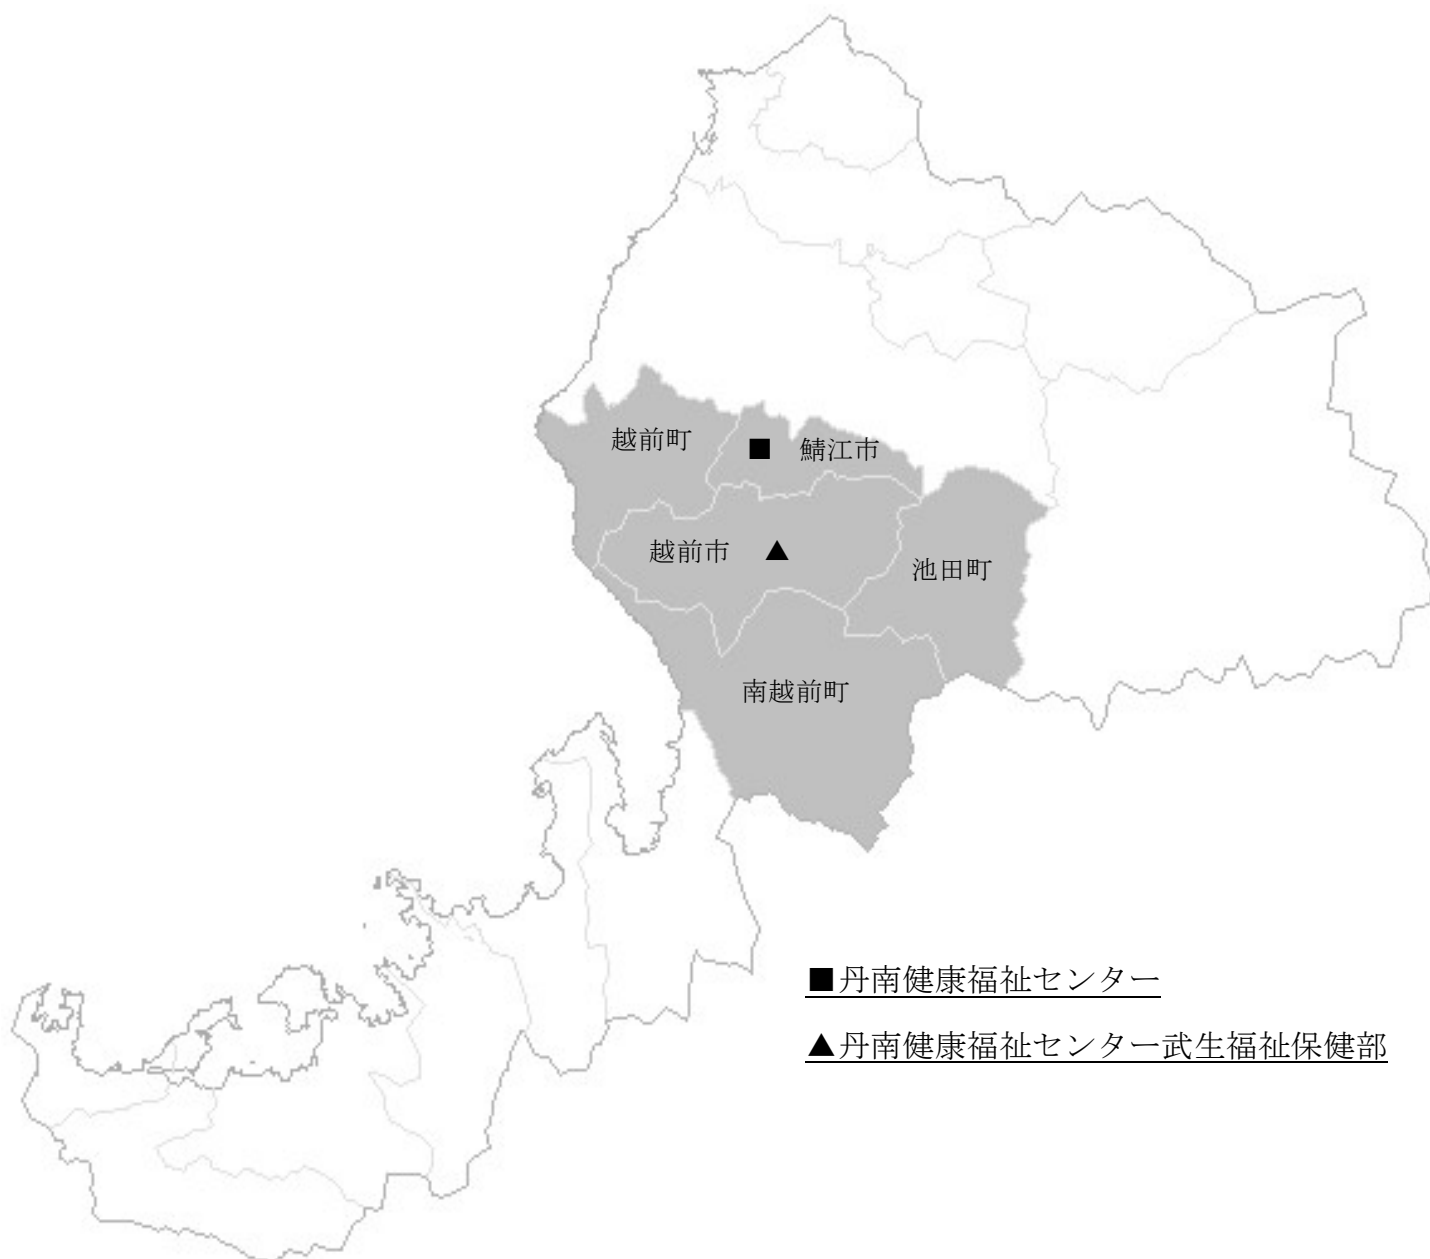 越前町
■ 鯖江市
越前市 ▲
池田町
南越前町
■丹南健康福祉センター
▲丹南健康福祉センター武生福祉保健部